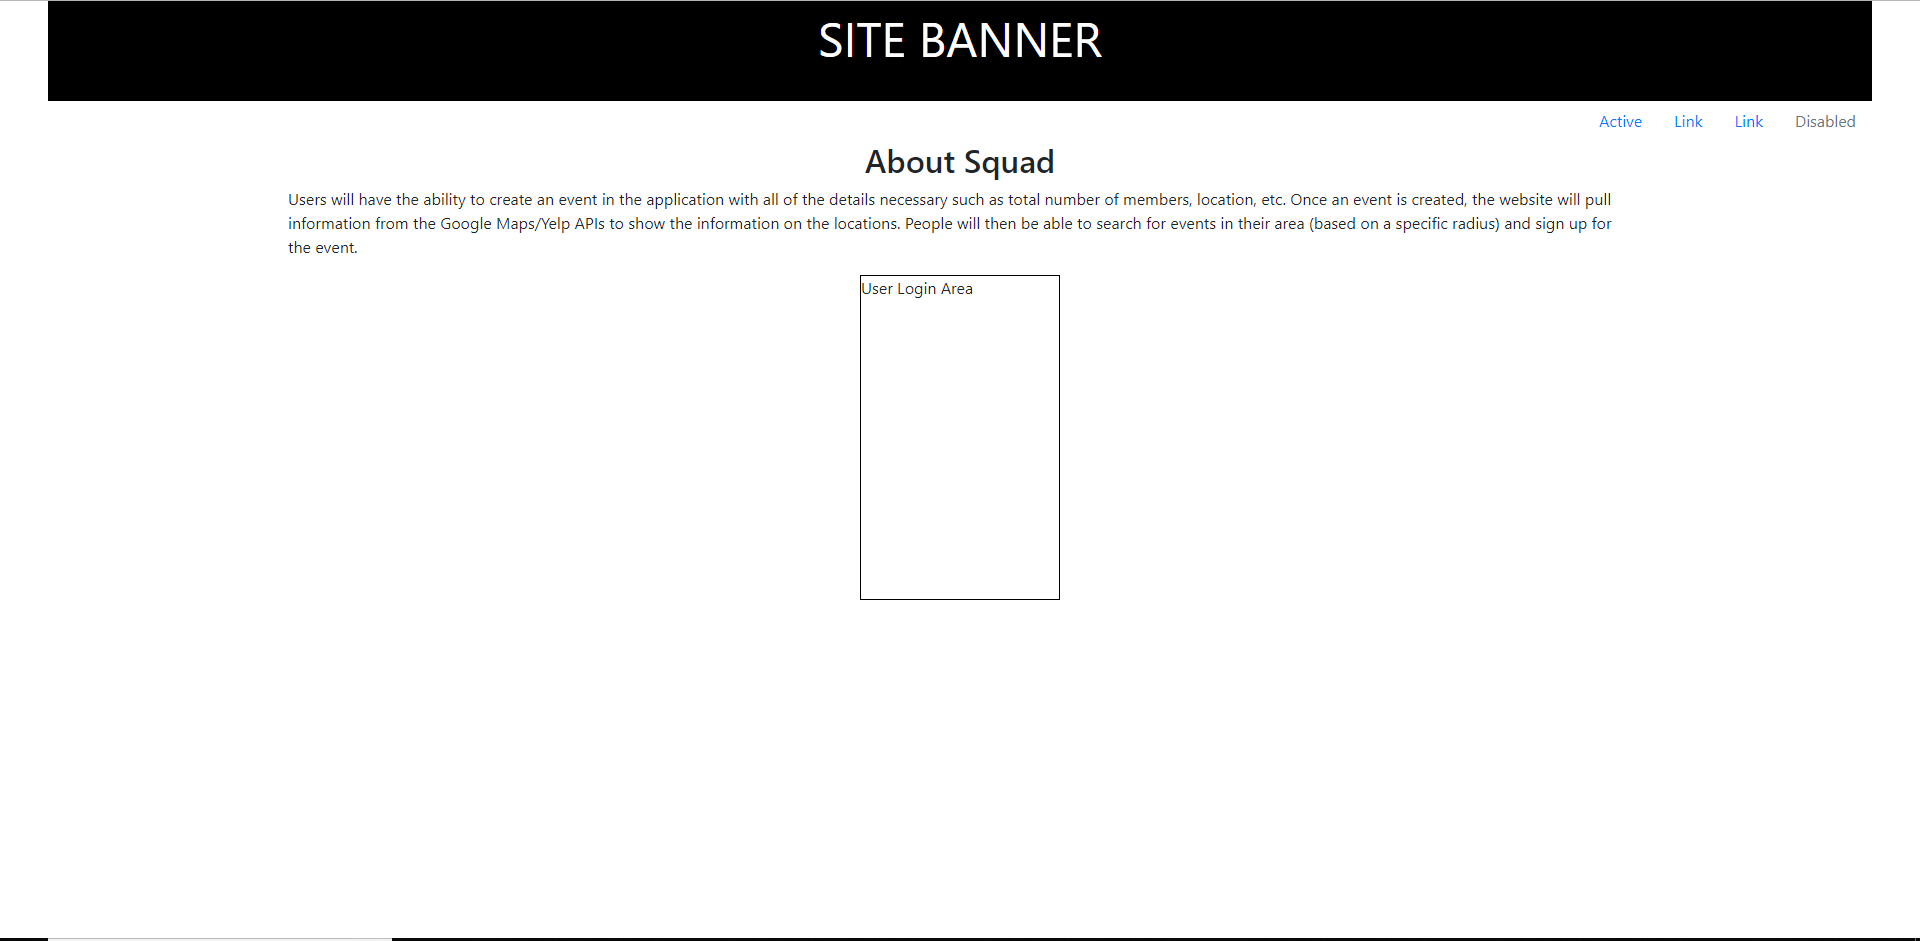 SITE BANNER
Active Link Link Disabled
About Squad
Users will have the ability to create an event in the application with all of the details necessary such as total number of members, location, etc. Once an event is created, the website will pull
information from the Google Maps/Yelp APIs to show the information on the locations. People will then be able to search for events in their area (based on a specific radius) and sign up for
the event.
User Login Area